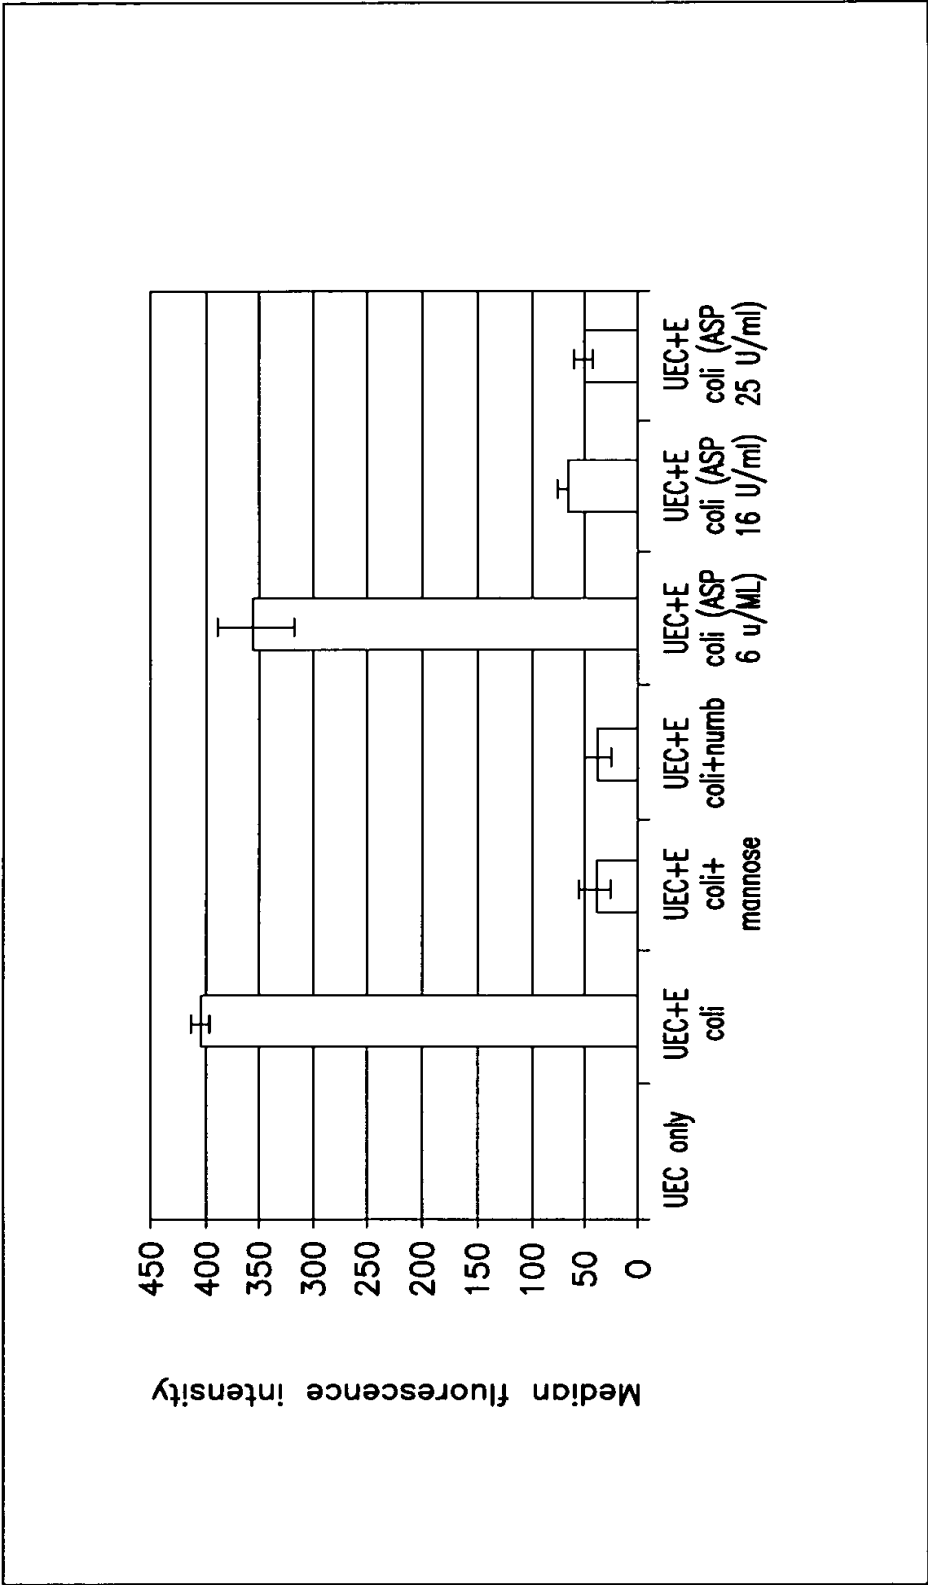 Median fluorescence intensity
450
400
350
300
250
200
150
100
50
0
UEC only
UEC+E
coli
UEC+E
coli+
mannose
UEC+E
coli+numb
UEC+E
coli (ASP
6 u/ML)
UEC+E
coli (ASP
16 U/ml)
UEC+E
coli (ASP
25 U/ml)